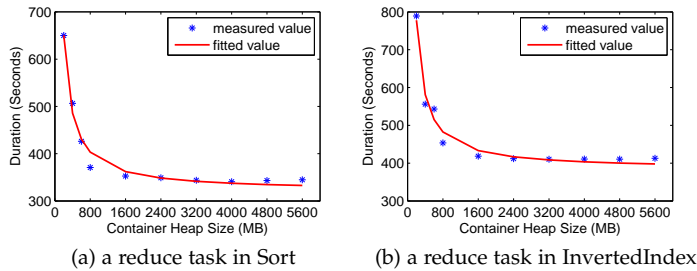 700
600
500
400
300
Duration (Seconds)
0 800 1600 2400 3200 4000 4800 5600
Container Heap Size (MB)
measured value
fitted value
(a) a reduce task in Sort
800
700
600
500
400
300
Duration (Seconds)
0 800 1600 2400 3200 4000 4800 5600
Container Heap Size (MB)
measured value
fitted value
(b) a reduce task in InvertedIndex